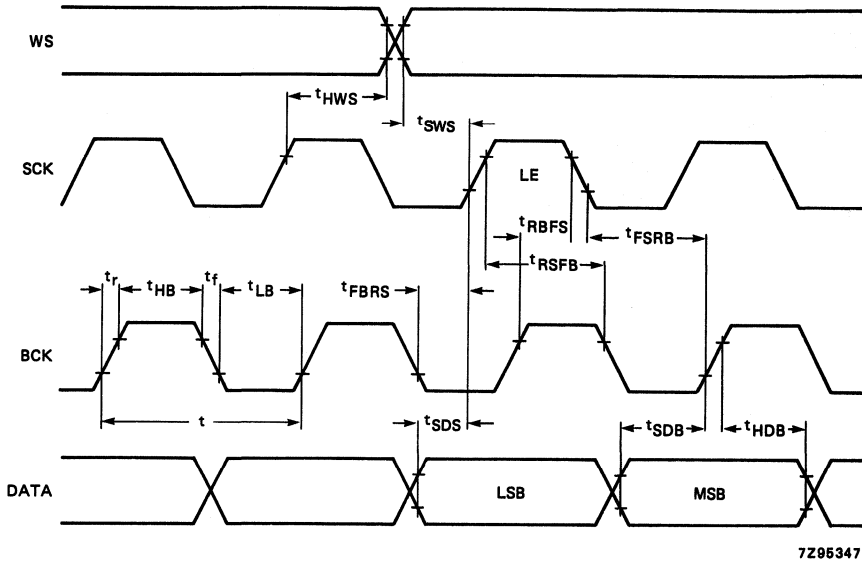 WS
tHWS
tSWS
SCK
LE
tRBFS
tFSRB
tRSFB
tr
tHB
tf
tLB
tFBRS
BCK
t
tSDS
tSDB
tHDB
DATA
LSB
MSB
7Z95347